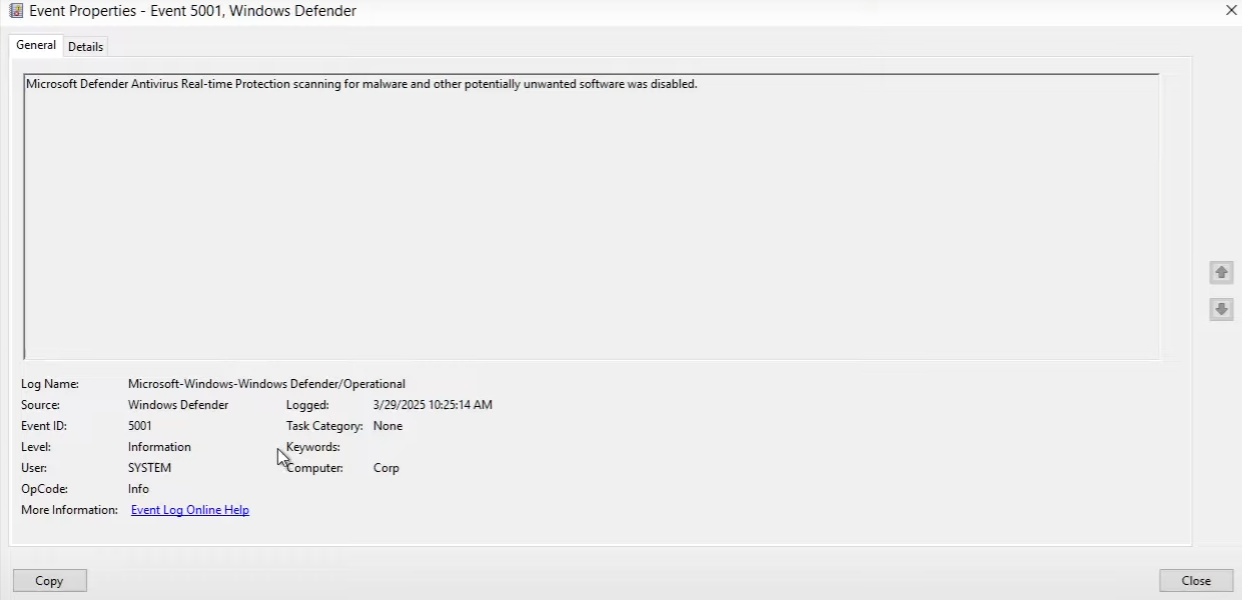 Event Properties - Event 5001, Windows Defender
General Details
Microsoft Defender Antivirus Real-time Protection scanning for malware and other potentially unwanted software was disabled.
Log Name: Microsoft-Windows-Windows Defender/Operational
Source: Windows Defender Logged: 3/29/2025 10:25:14 AM
Event ID: 5001 Task Category: None
Level: Information Keywords:
User: SYSTEM Computer: Corp
OpCode: Info
More Information: Event Log Online Help
Copy Close